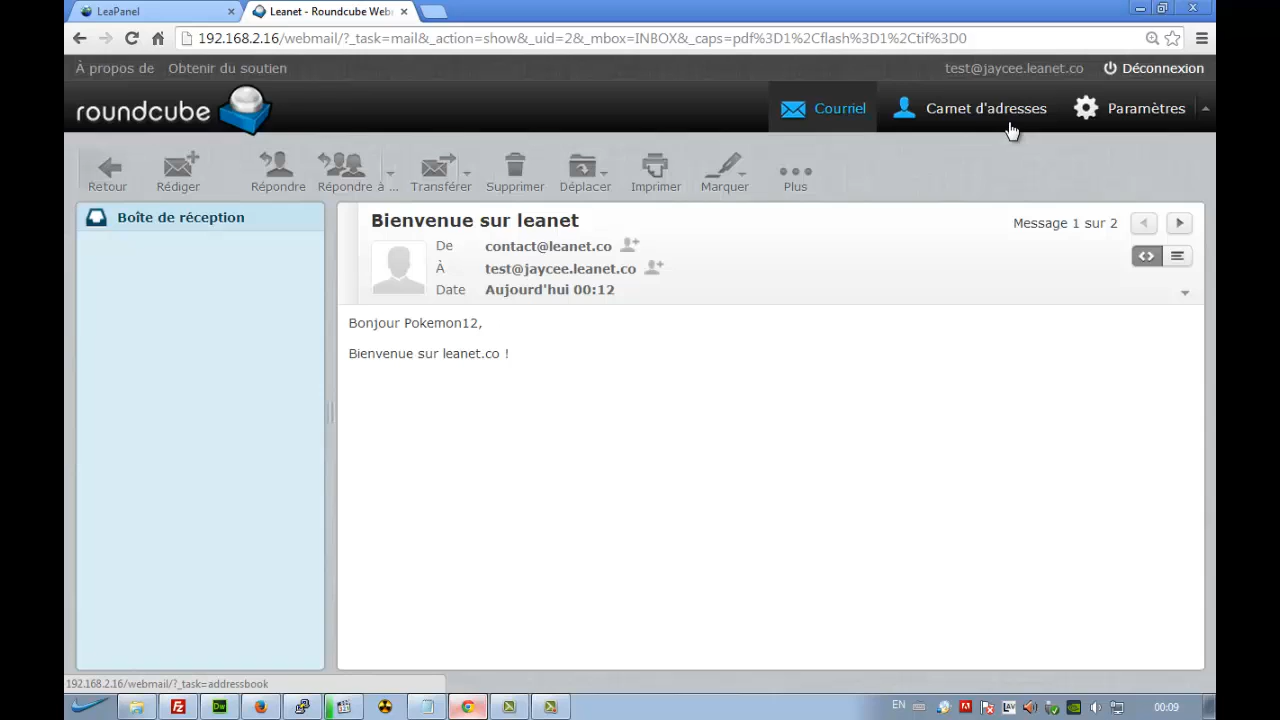 LeaPanel
Leanet - Roundcube Web
192.168.2.16/webmail/?_task=mail&_action=show&_uid=2&_mbox=INBOX&_caps=pdf%3D1%2Cflash%3D1%2Ctif%3D0
À propos de Obtenir du soutien
test@jaycee.leanet.co Déconnexion
roundcube
Courriel Carnet d'adresses Paramètres
Retour Rédiger Répondre Répondre à ... Transférer Supprimer Déplacer Imprimer Marquer Plus
Boîte de réception
Bienvenue sur leanet
Message 1 sur 2
De contact@leanet.co
À test@jaycee.leanet.co
Date Aujourd'hui 00:12
Bonjour Pokemon12,
Bienvenue sur leanet.co !
192.168.2.16/webmail/?_task=addressbook
EN
00:09